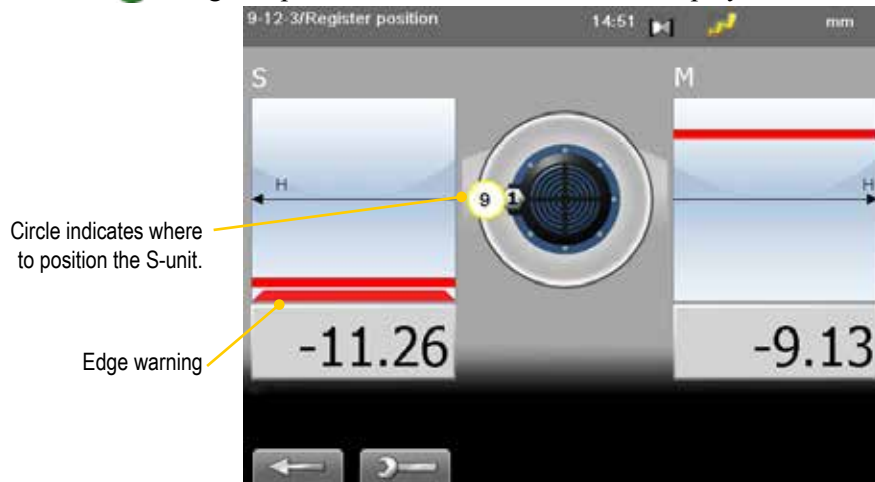 9-12-3/Register position 14:51 mm
S M
H H
9 1
Circle indicates where
to position the S-unit.
Edge warning
-11.26 -9.13